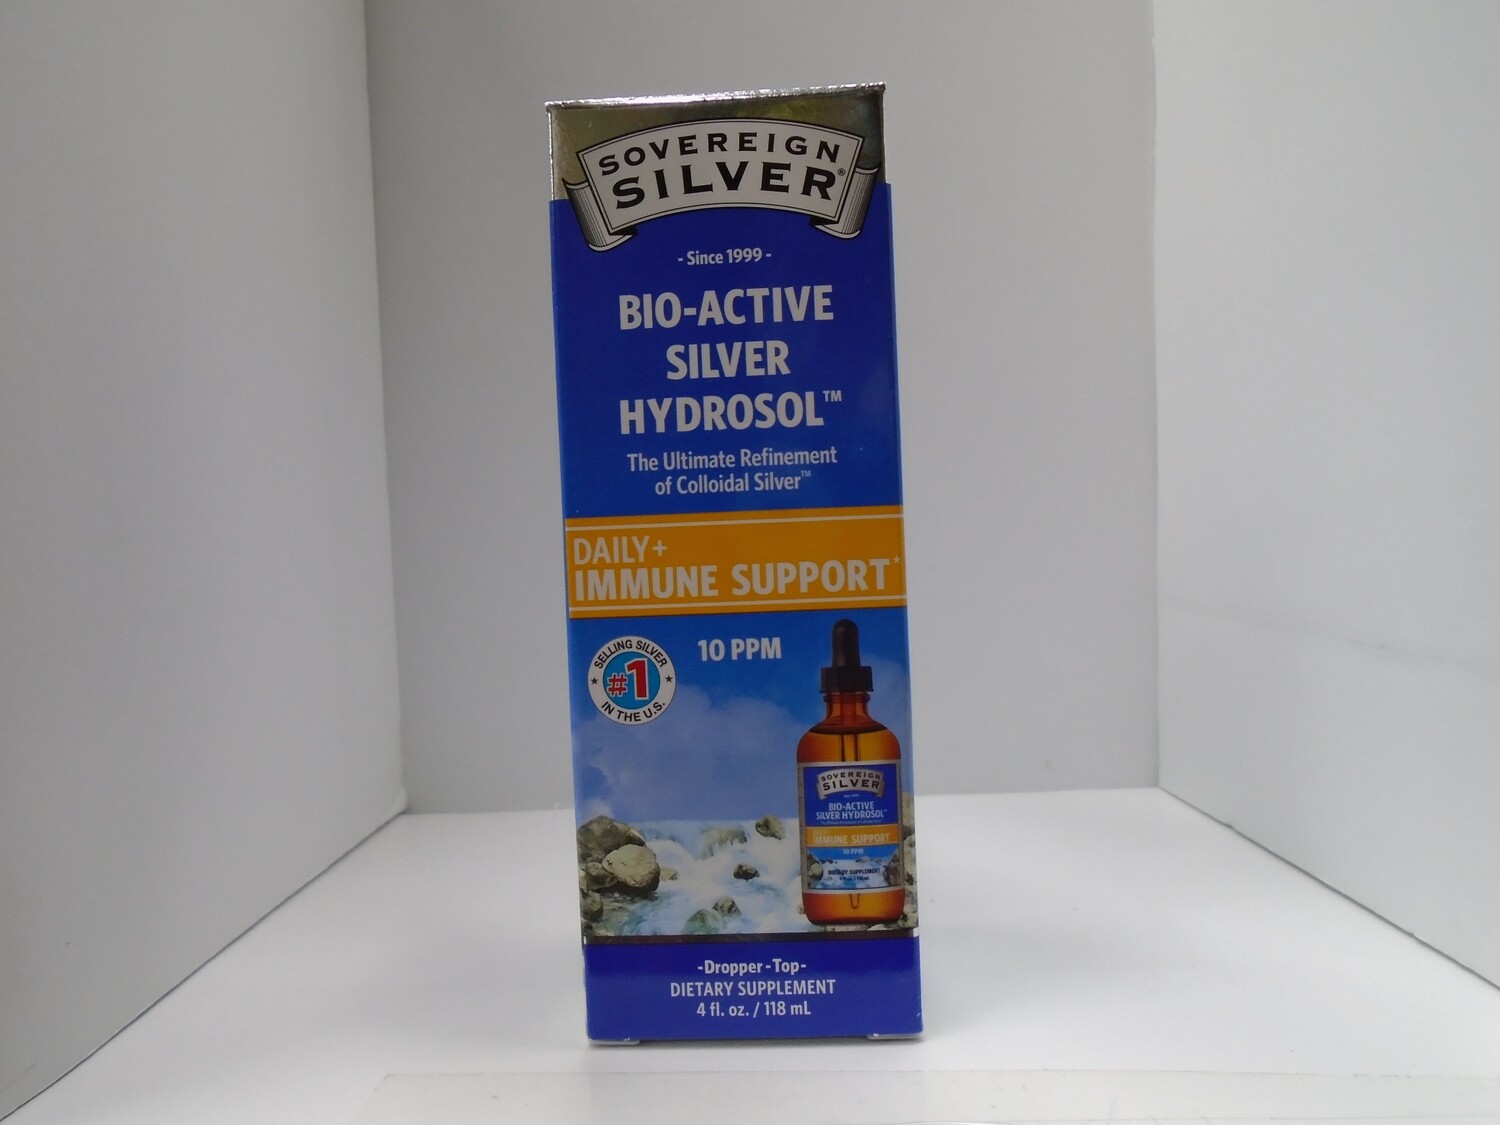 SOVEREIGN
SILVER®
- Since 1999 -
BIO-ACTIVE
SILVER
HYDROSOL™
The Ultimate Refinement
of Colloidal Silver™
DAILY+
IMMUNE SUPPORT*
10 PPM
SELLING SILVER
#1
IN THE U.S.
SOVEREIGN
SILVER
BIO-ACTIVE
SILVER HYDROSOL™
IMMUNE SUPPORT
10 PPM
DIETARY SUPPLEMENT
-Dropper-Top-
DIETARY SUPPLEMENT
4 fl. oz. / 118 mL